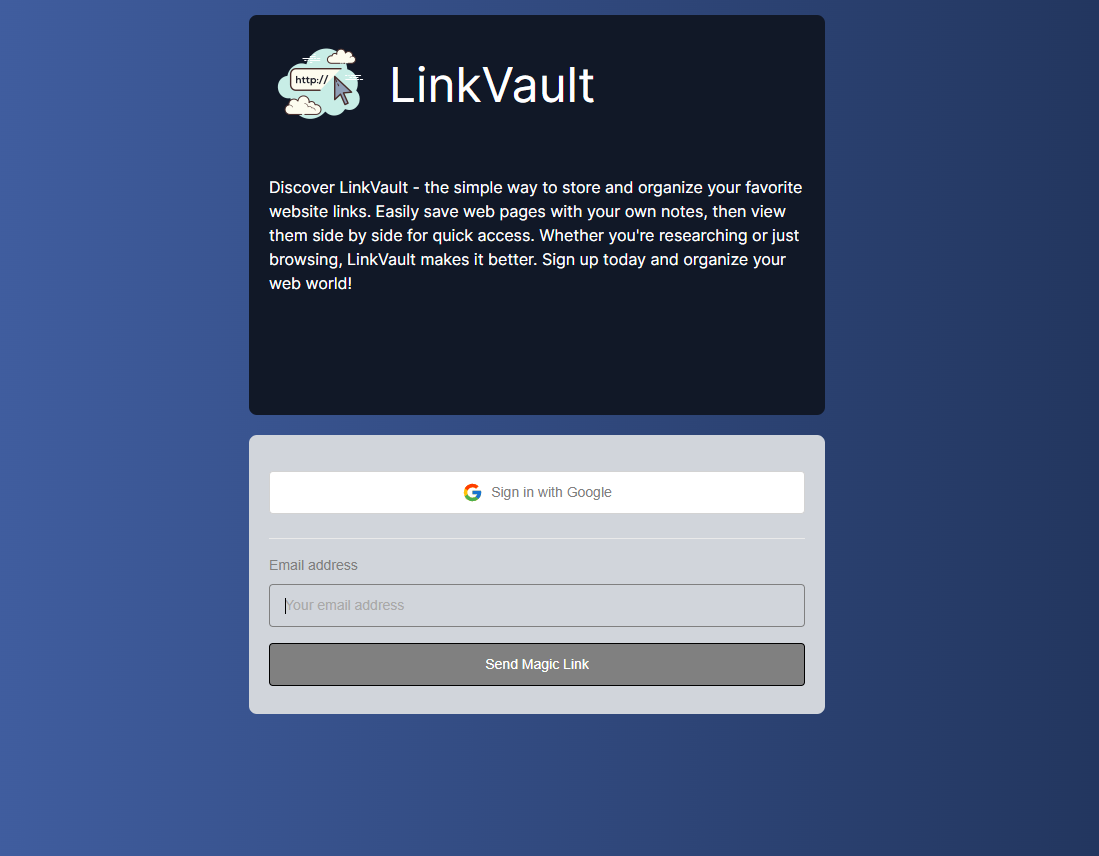 http://
LinkVault
Discover LinkVault - the simple way to store and organize your favorite
website links. Easily save web pages with your own notes, then view
them side by side for quick access. Whether you're researching or just
browsing, LinkVault makes it better. Sign up today and organize your
web world!
Sign in with Google
Email address
Your email address
Send Magic Link